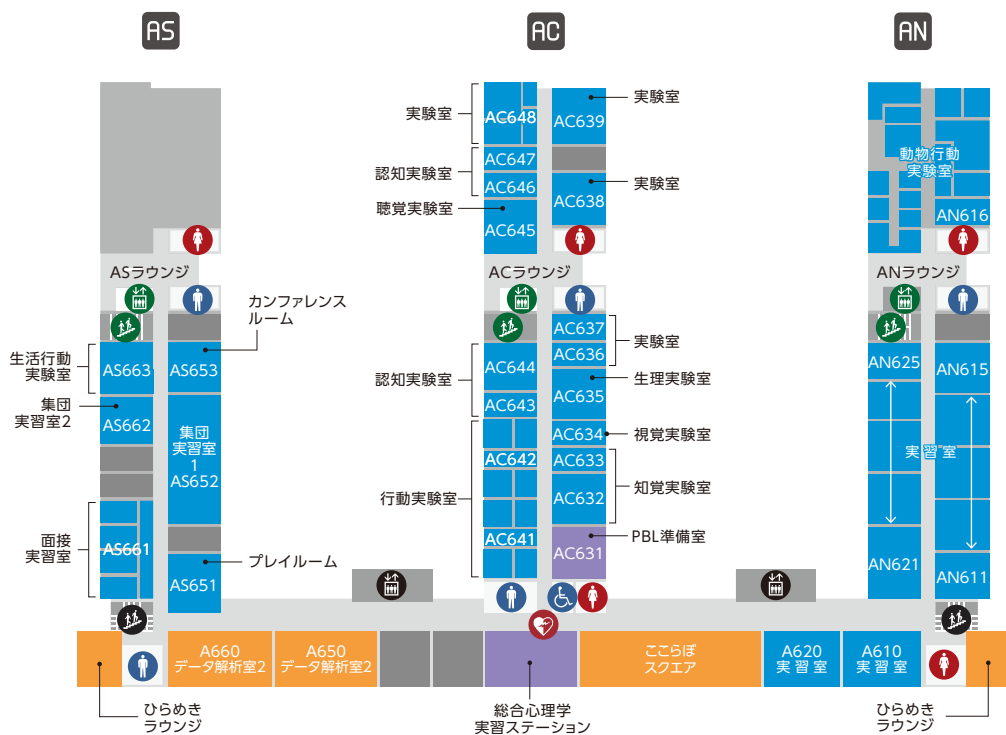 AS
AC
AN
実験室
AC648
AC639
実験室
認知実験室
AC647
AC646
AC638
実験室
聴覚実験室
AC645
動物行動
実験室
AN616
ASラウンジ
ACラウンジ
ANラウンジ
カンファレンス
ルーム
生活行動
実験室
AS663
AS653
集団
実習室2
AS662
集団
実習室
1
AS652
面接
実習室
AS661
プレイルーム
AS651
AC637
AC636
実験室
認知実験室
AC644
AC643
AC635
生理実験室
AC634
視覚実験室
行動実験室
AC642
AC641
AC633
AC632
知覚実験室
AC631
PBL準備室
AN625
AN615
実習室
AN621
AN611
A660
データ解析室2
A650
データ解析室2
ここらぼ
スクエア
A620
実習室
A610
実習室
ひらめき
ラウンジ
総合心理学
実習ステーション
ひらめき
ラウンジ